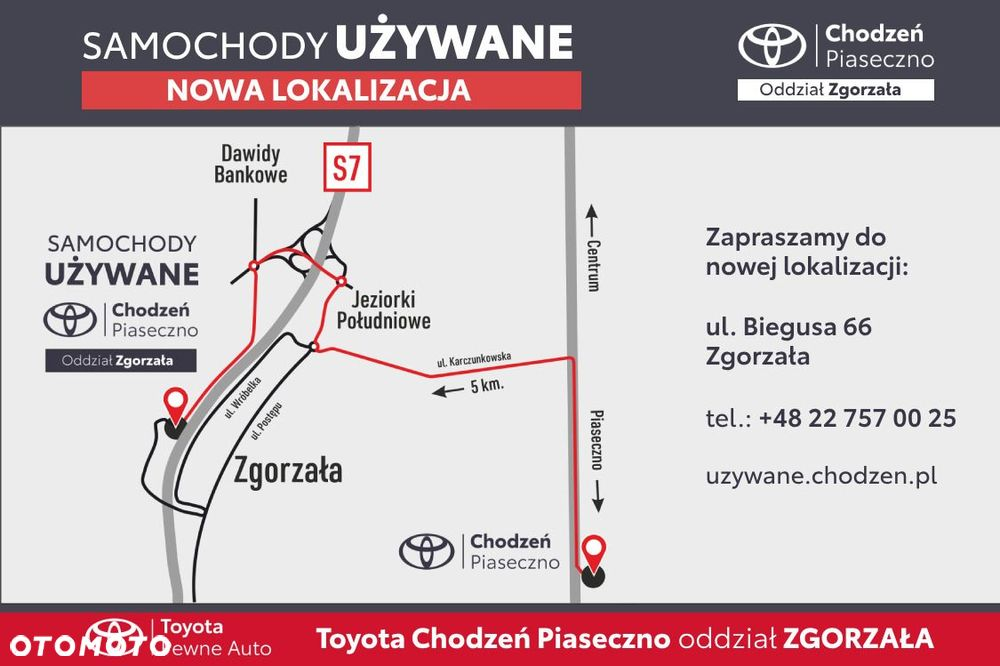 SAMOCHODY UŻYWANE
NOWA LOKALIZACJA
Chodzeń
Piaseczno
Oddział Zgorzała
Dawidy
Bankowe
S7
SAMOCHODY
UŻYWANE
Chodzeń
Piaseczno
Oddział Zgorzała
Jeziorki
Południowe
Centrum
ul. Karczunkowska
5 km.
ul. Wróbelka
ul. Postępu
Zgorzała
Piaseczno
Chodzeń
Piaseczno
Zapraszamy do
nowej lokalizacji:
ul. Biegusa 66
Zgorzała
tel.: +48 22 757 00 25
uzywane.chodzen.pl
Toyota
Pewne Auto
OTOMOTO
Toyota Chodzeń Piaseczno oddział ZGORZAŁA